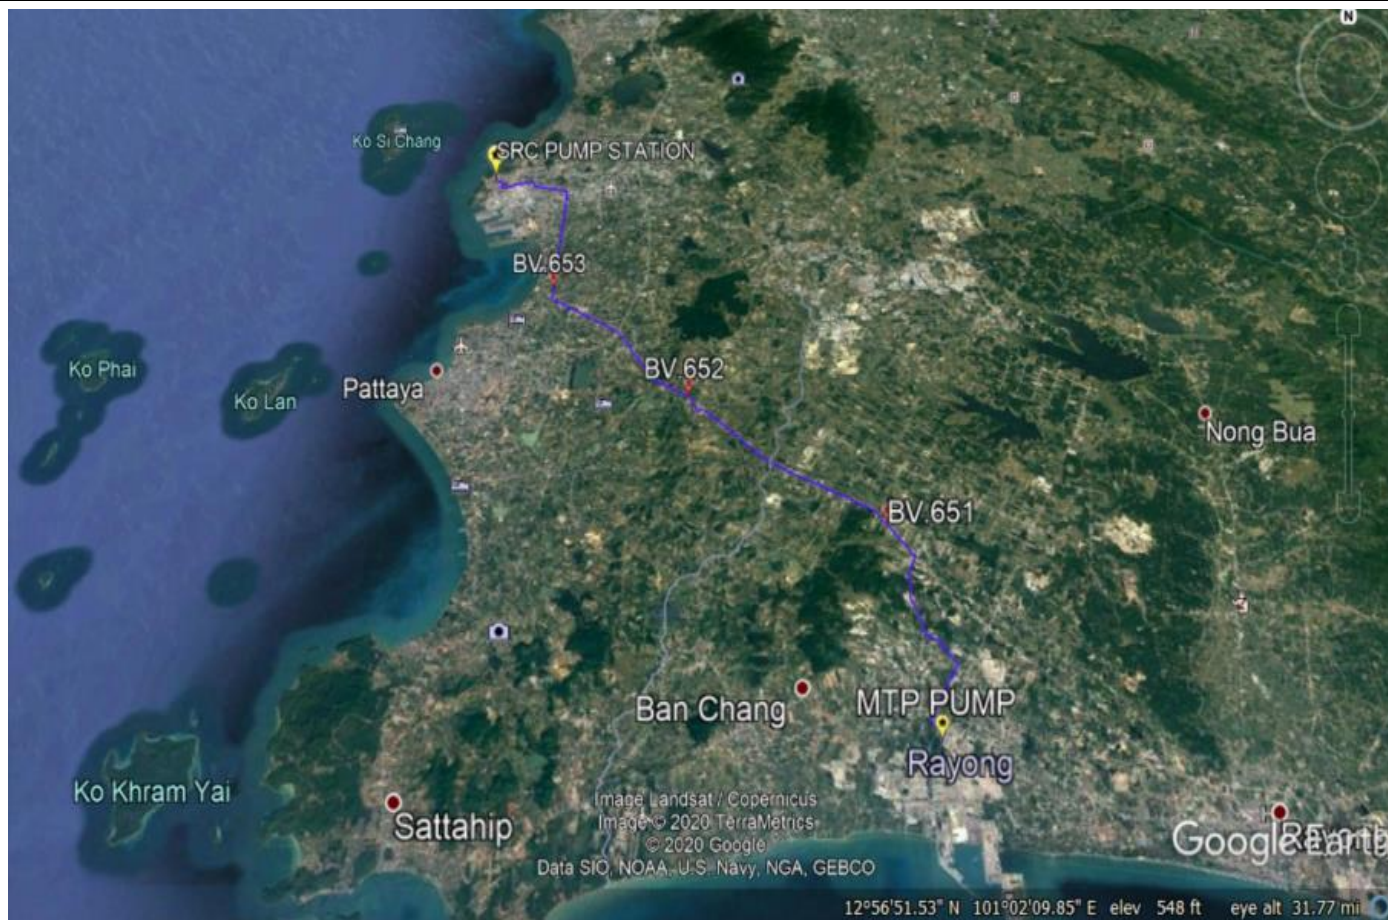 N
Ko Si Chang
SRC PUMP STATION
BV.653
BV.652
Ko Phai
Ko Lan
Pattaya
Nong Bua
BV.651
Ban Chang
MTP PUMP
Rayong
Ko Khram Yai
Sattahip
Image Landsat / Copernicus
Image © 2020 TerraMetrics
© 2020 Google
Data SIO, NOAA, U.S. Navy, NGA, GEBCO
Google Earth
Rayong
12°56'51.53" N 101°02'09.85" E elev 548 ft eye alt 31.77 mi